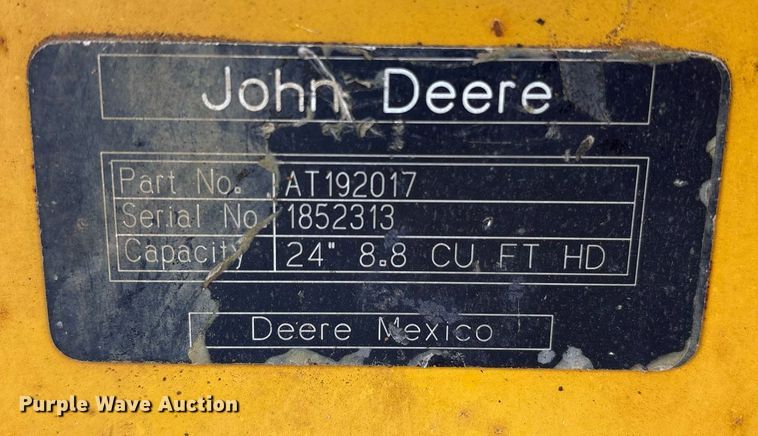 John Deere
Part No. AT192017
Serial No 1852313
Capacity 24" 8.8 CU FT HD
Deere Mexico
Purple Wave Auction